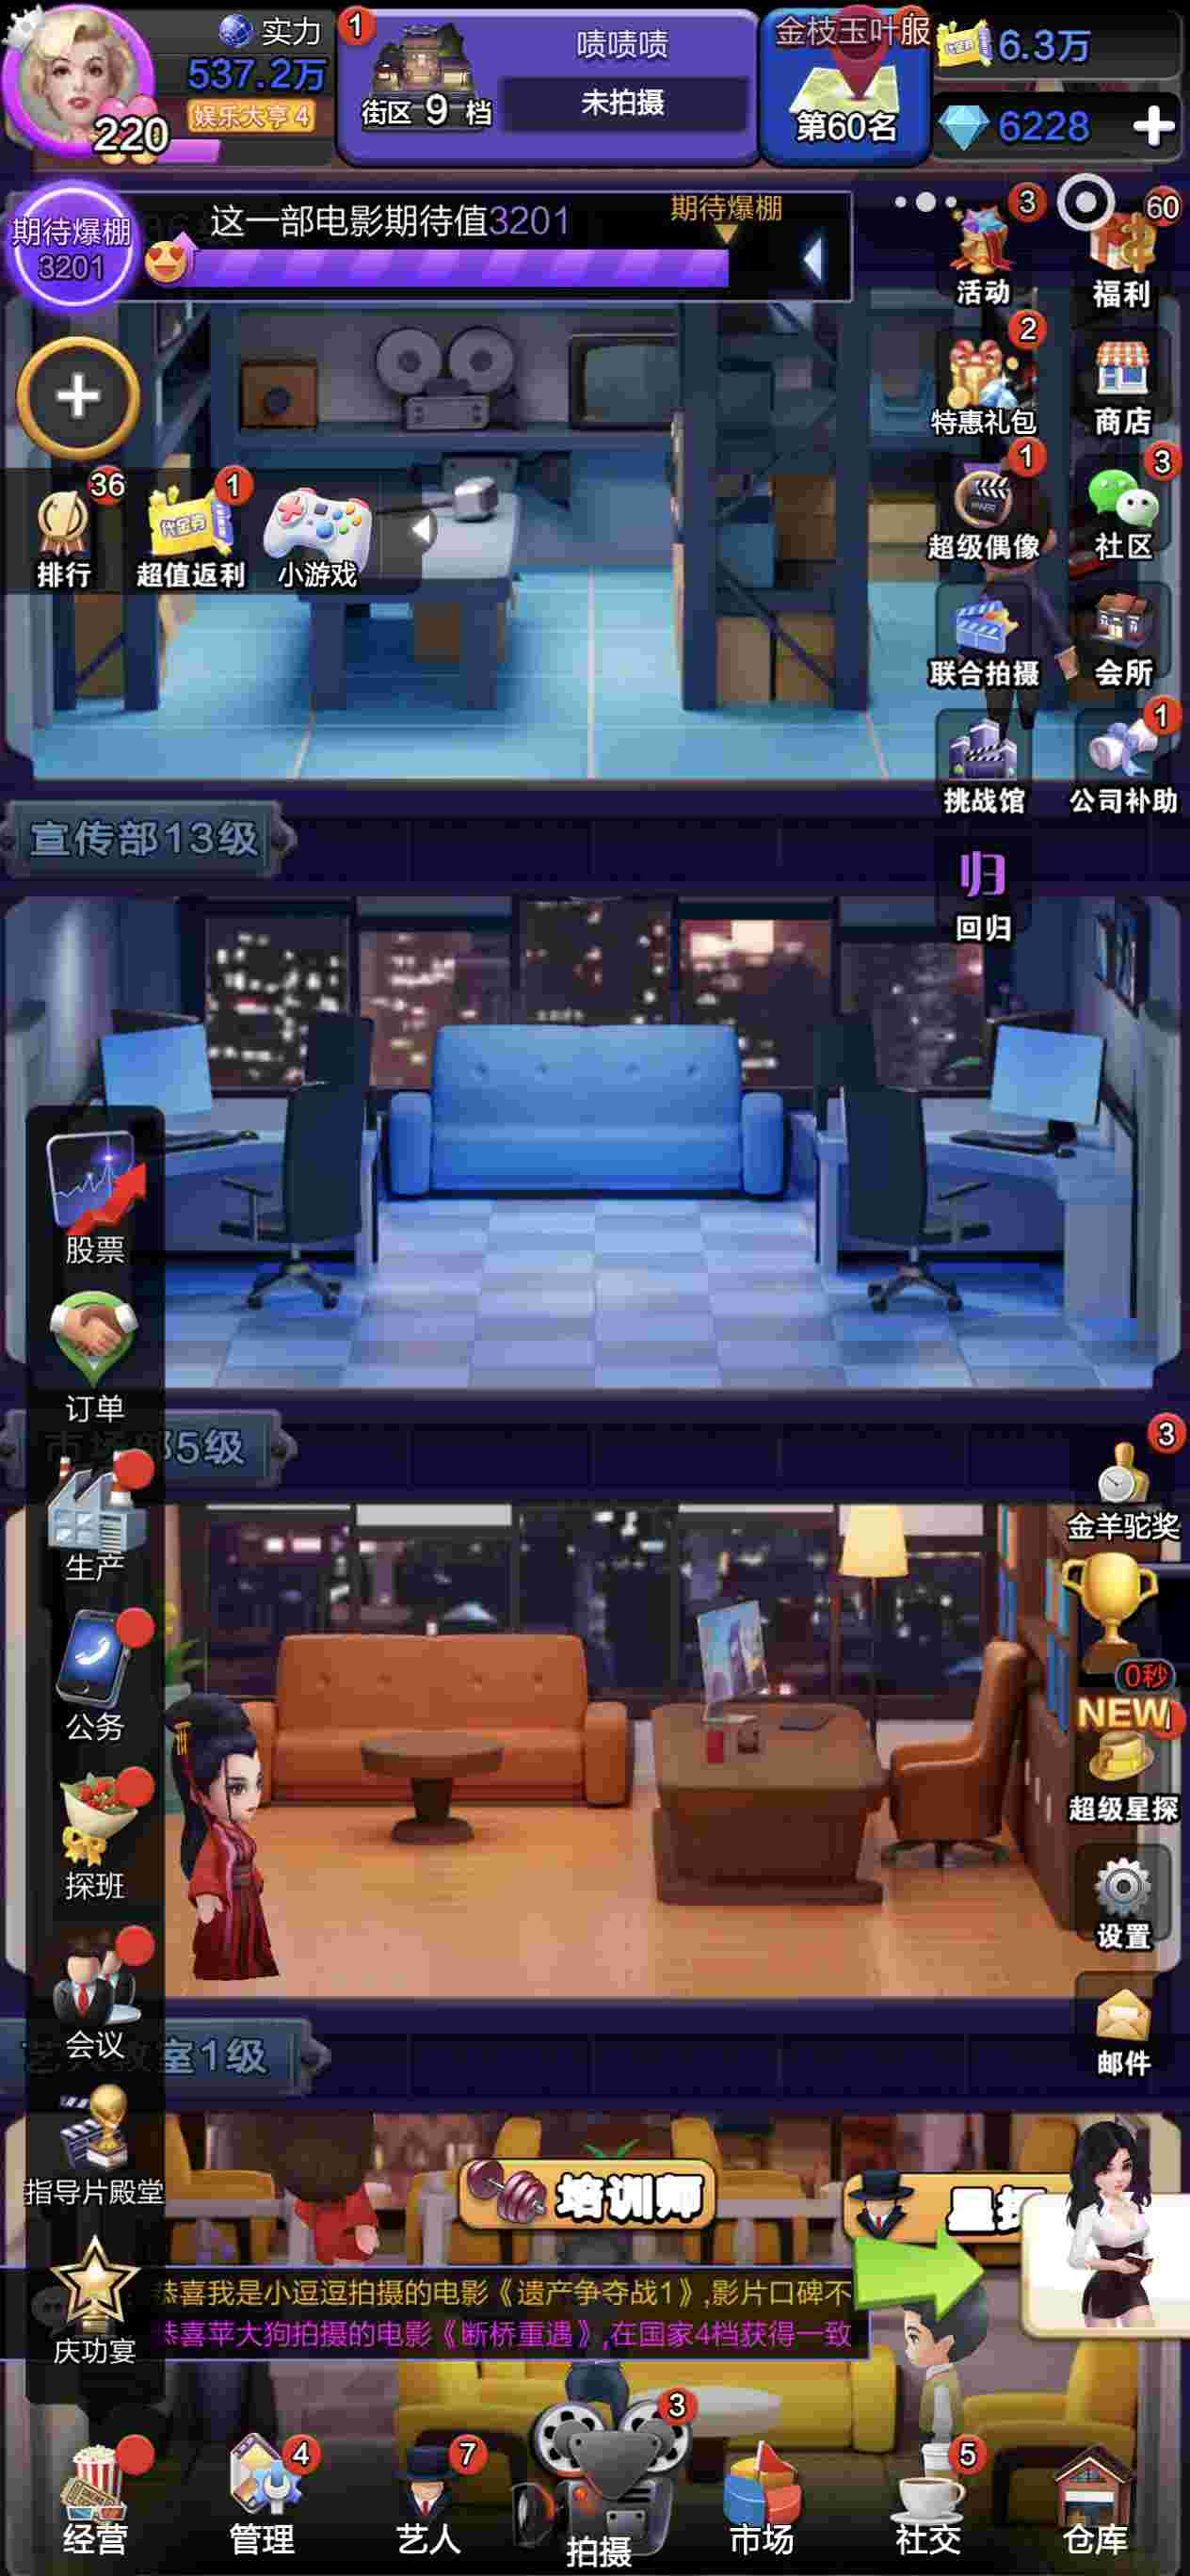 实力
537.2万
娱乐大亨4
220
1
街区9档
啧啧啧
未拍摄
金枝玉叶服
第60名
6.3万
6228
期待爆棚
3201
这一部电影期待值3201
期待爆棚
3
活动
60
福利
2
特惠礼包
商店
1
超级偶像
3
社区
联合拍摄
会所
挑战馆
1
公司补助
归
回归
36
排行
1
超值返利
小游戏
宣传部13级
股票
订单
市场部5级
生产
公务
探班
会议
艺人教室1级
指导片殿堂
庆功宴
3
金羊驼奖
0秒
NEW
超级星探
设置
邮件
培训师
恭喜我是小逗逗拍摄的电影《遗产争夺战1》,影片口碑不
恭喜苹大狗拍摄的电影《断桥重遇》,在国家4档获得一致
经营
4
管理
7
艺人
3
拍摄
市场
5
社交
仓库